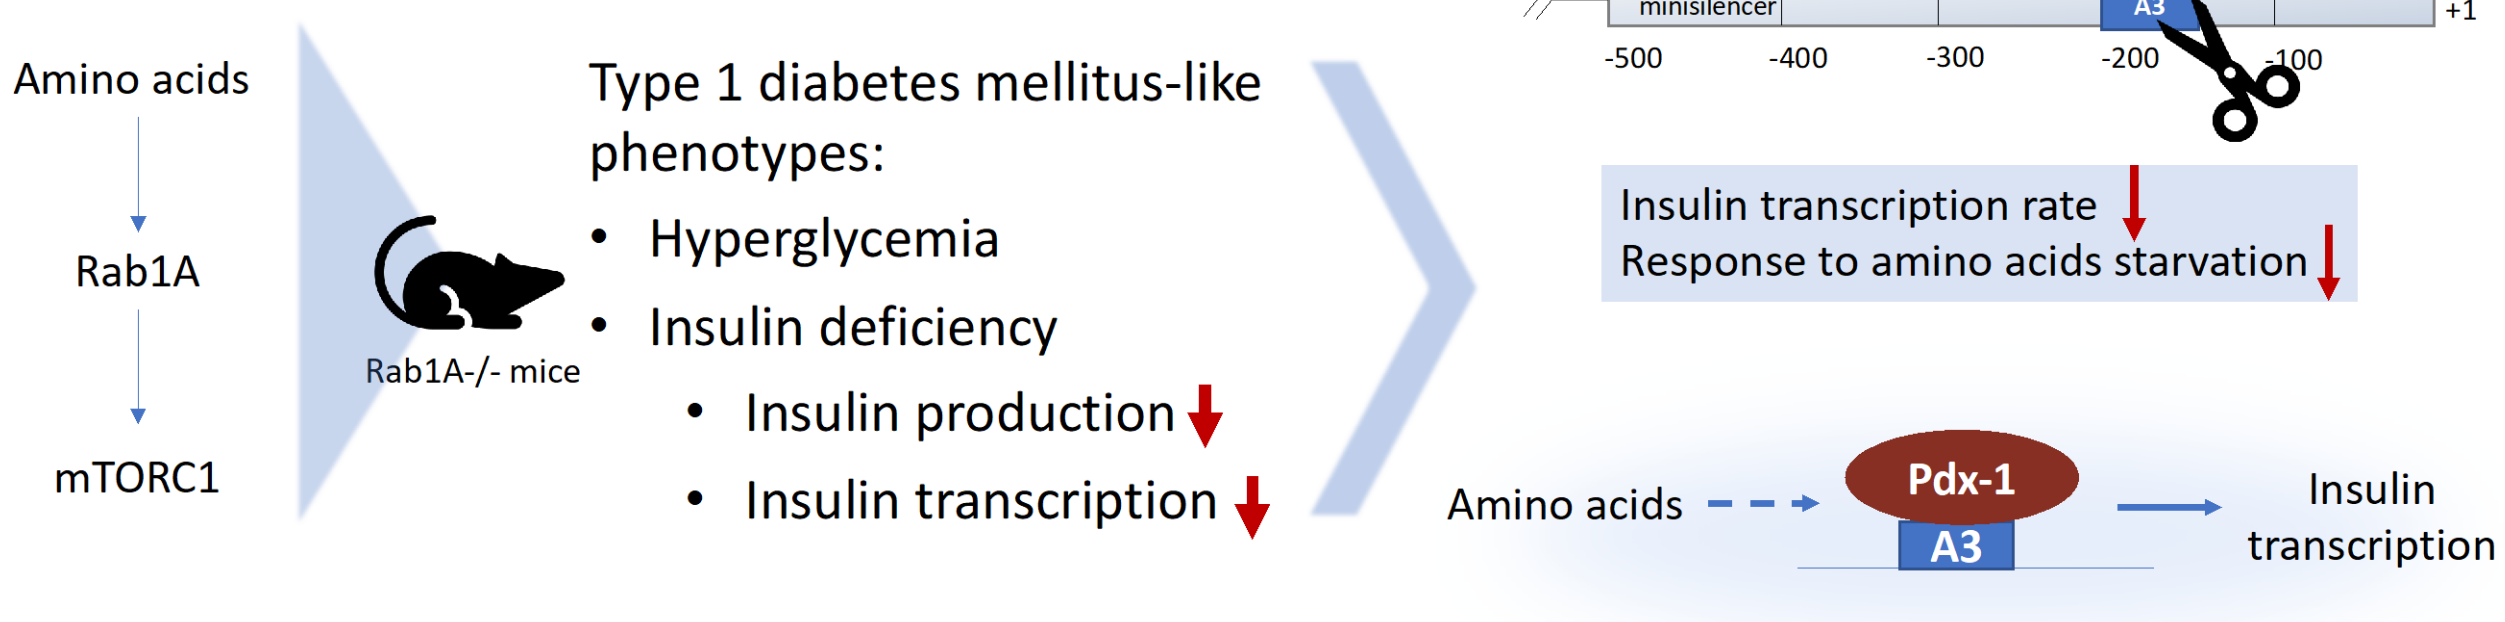 Amino acids
Rab1A
mTORC1
Rab1A-/- mice
Type 1 diabetes mellitus-like
phenotypes:
• Hyperglycemia
• Insulin deficiency
• Insulin production
• Insulin transcription
minisilencer
A3
+1
-500 -400 -300 -200 -100
Insulin transcription rate
Response to amino acids starvation
Amino acids
Pdx-1
A3
Insulin
transcription